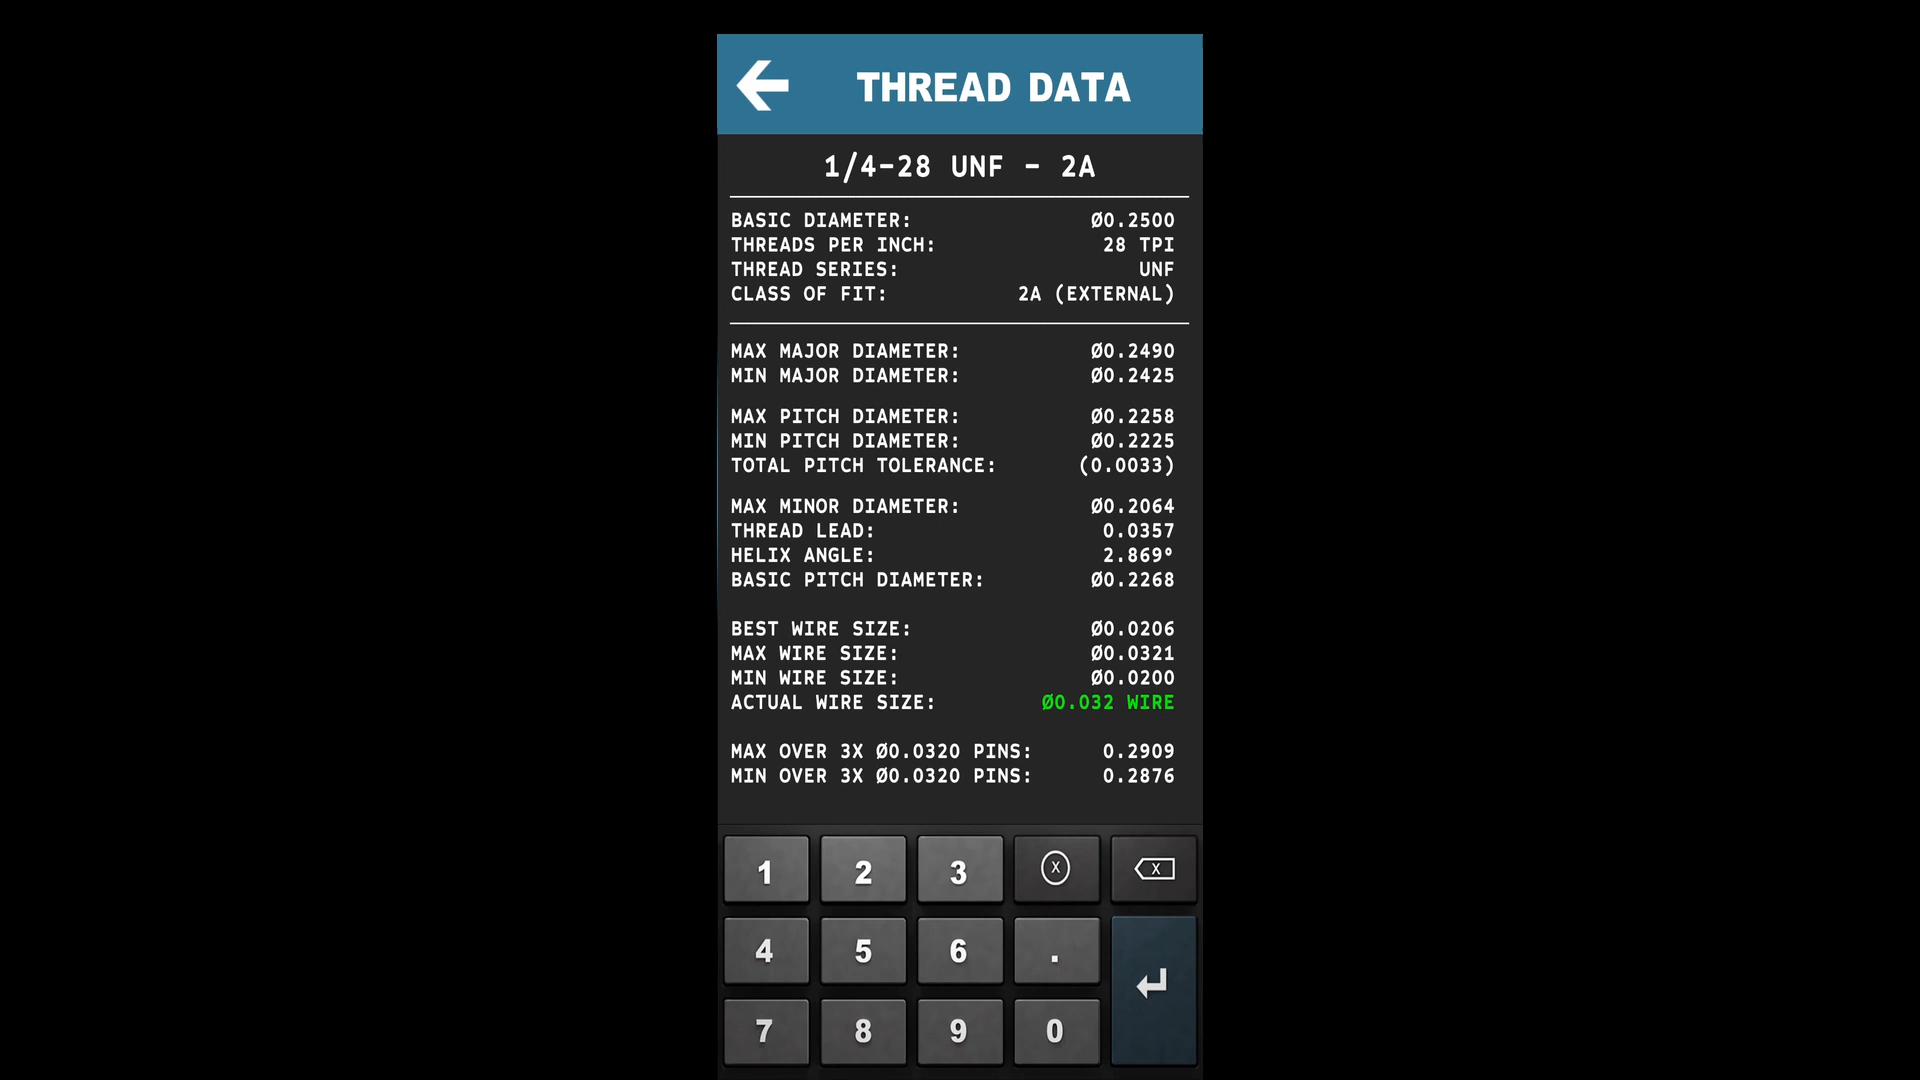 THREAD DATA
1/4-28 UNF - 2A
BASIC DIAMETER: Ø0.2500
THREADS PER INCH: 28 TPI
THREAD SERIES: UNF
CLASS OF FIT: 2A (EXTERNAL)
MAX MAJOR DIAMETER: Ø0.2490
MIN MAJOR DIAMETER: Ø0.2425
MAX PITCH DIAMETER: Ø0.2258
MIN PITCH DIAMETER: Ø0.2225
TOTAL PITCH TOLERANCE: (0.0033)
MAX MINOR DIAMETER: Ø0.2064
THREAD LEAD: 0.0357
HELIX ANGLE: 2.869°
BASIC PITCH DIAMETER: Ø0.2268
BEST WIRE SIZE: Ø0.0206
MAX WIRE SIZE: Ø0.0321
MIN WIRE SIZE: Ø0.0200
ACTUAL WIRE SIZE: Ø0.032 WIRE
MAX OVER 3X Ø0.0320 PINS: 0.2909
MIN OVER 3X Ø0.0320 PINS: 0.2876
1 2 3 X X
4 5 6 .
7 8 9 0